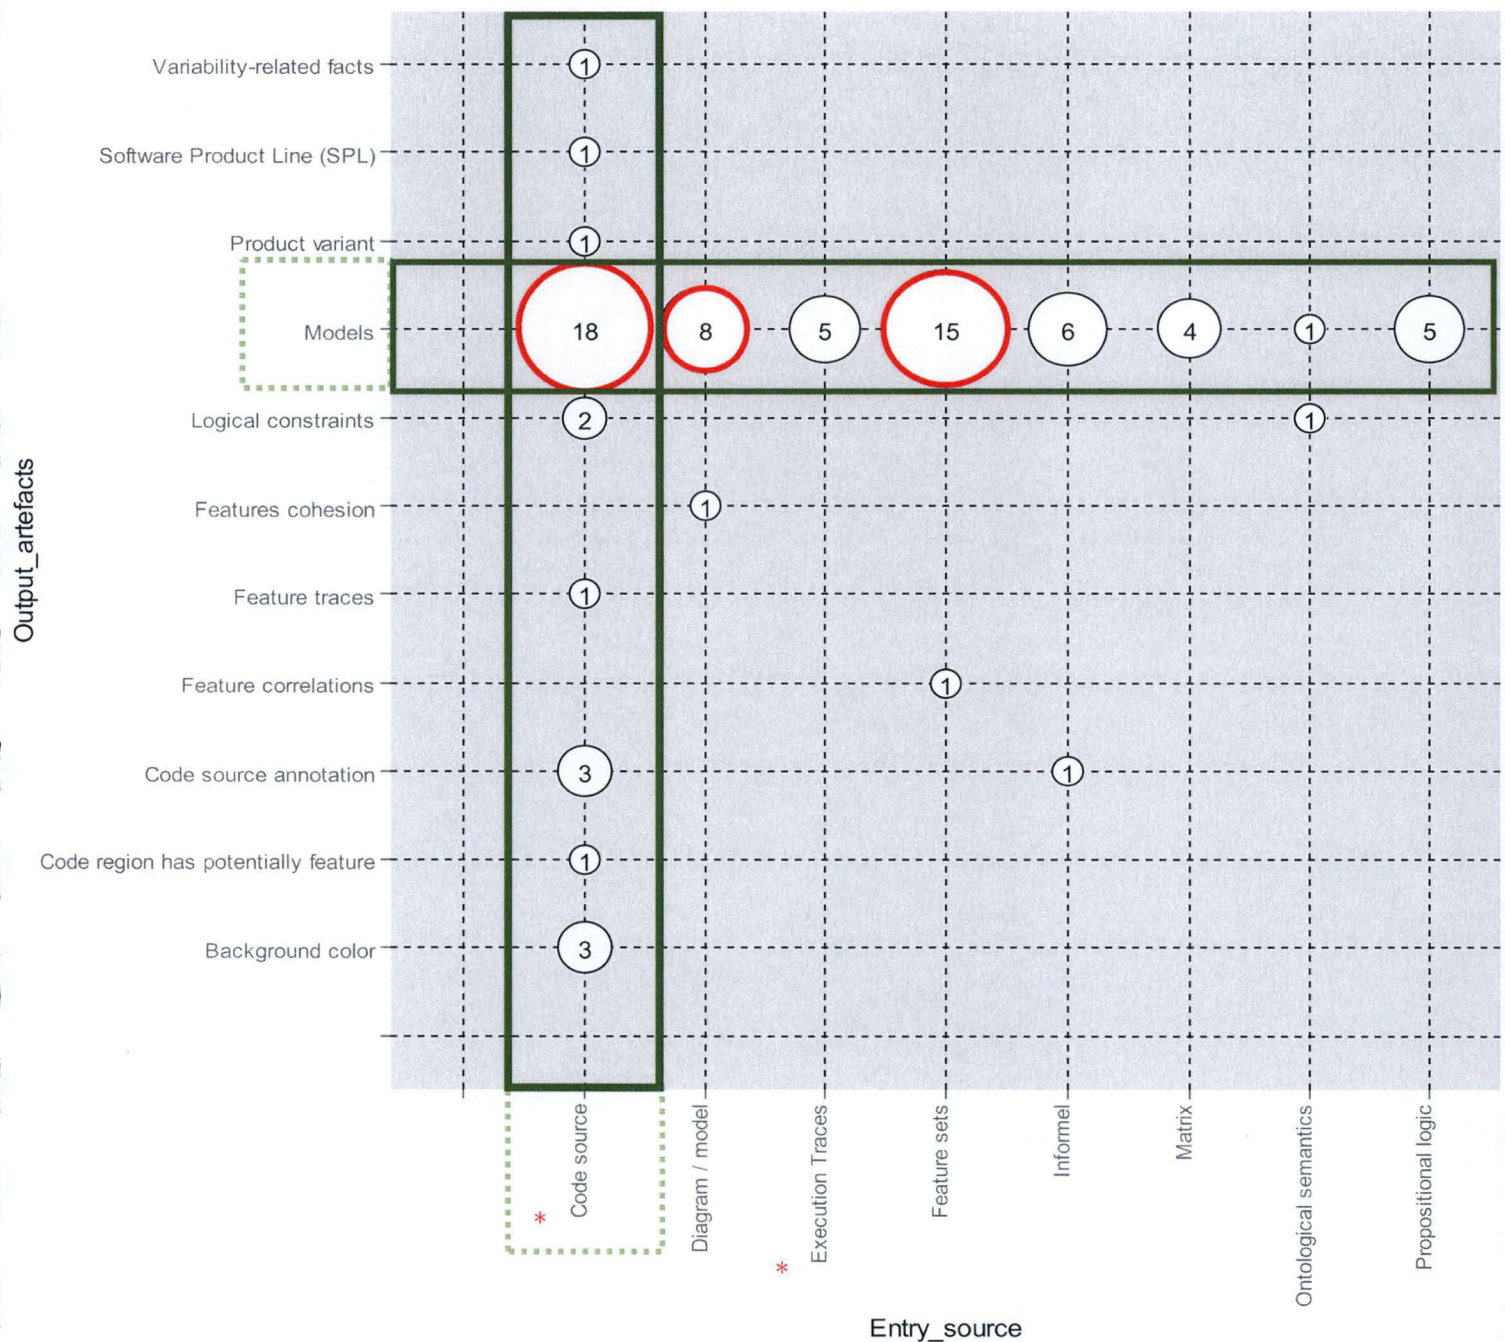 Variability-related facts 1
Software Product Line (SPL) 1
Product variant 1
Models 18 8 5 15 6 4 1 5
Logical constraints 2 1
Features cohesion 1
Feature traces 1
Feature correlations 1
Code source annotation 3 1
Code region has potentially feature 1
Background color 3
Output_artefacts
Code source
Diagram / model
Execution Traces
Feature sets
Informel
Matrix
Ontological semantics
Propositional logic
*
*
Entry_source